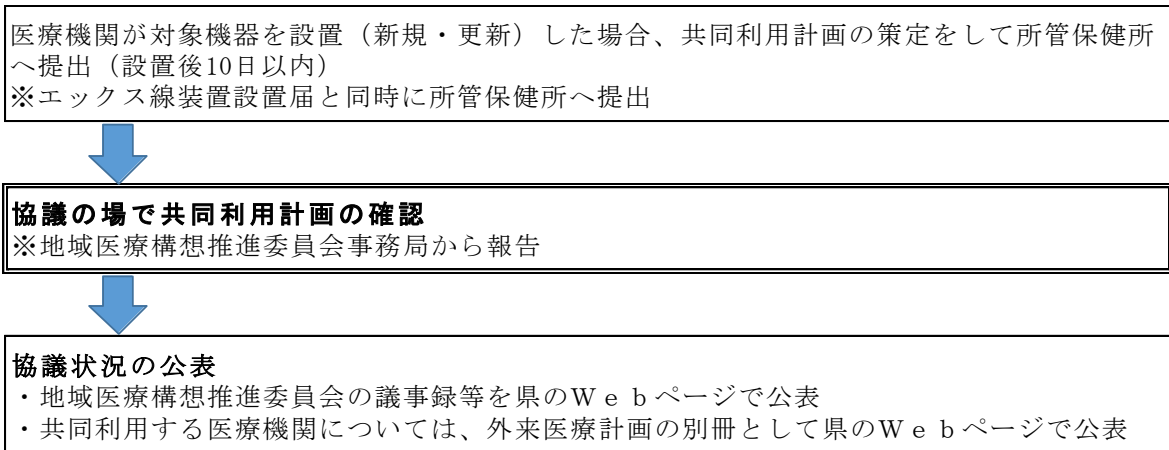 医療機関が対象機器を設置（新規・更新）した場合、共同利用計画の策定をして所管保健所
へ提出（設置後10日以内）
※エックス線装置設置届と同時に所管保健所へ提出
協議の場で共同利用計画の確認
※地域医療構想推進委員会事務局から報告
協議状況の公表
・地域医療構想推進委員会の議事録等を県のＷｅｂページで公表
・共同利用する医療機関については、外来医療計画の別冊として県のＷｅｂページで公表